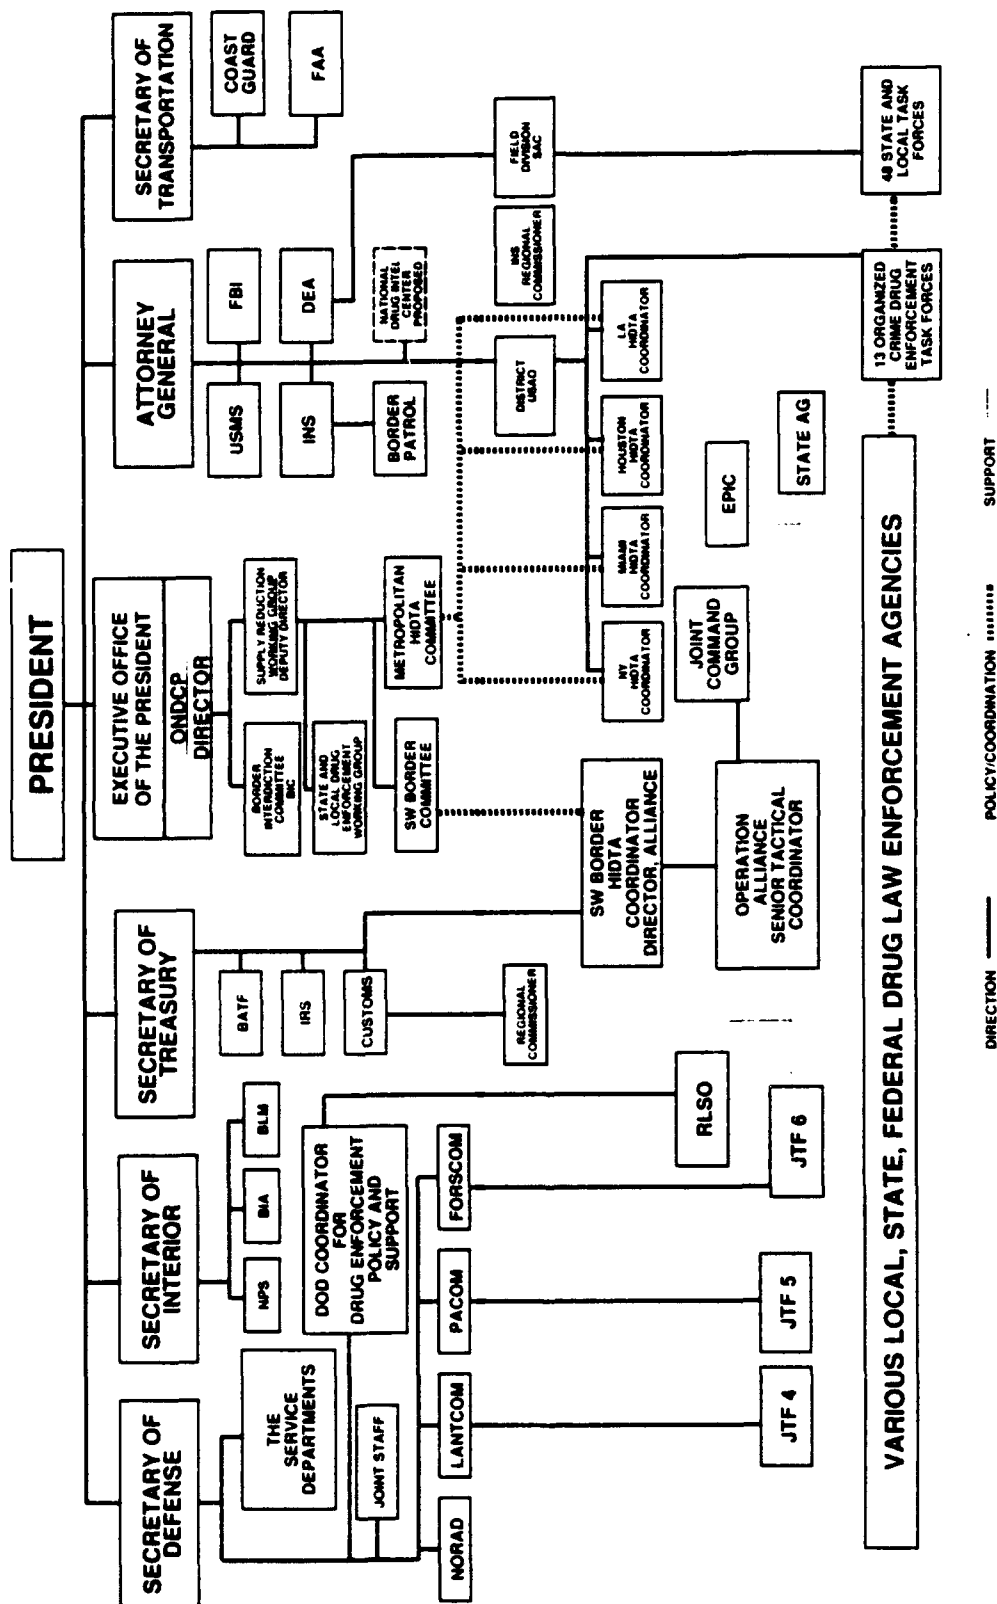 PRESIDENT
SECRETARY OF
DEFENSE
SECRETARY OF
INTERIOR
SECRETARY OF
TREASURY
EXECUTIVE OFFICE
OF THE PRESIDENT
ONDCP
DIRECTOR
ATTORNEY
GENERAL
SECRETARY OF
TRANSPORTATION
THE
SERVICE
DEPARTMENTS
NPS
BIA
BLM
BATF
IRS
CUSTOMS
BORDER
INTERDICTION
COMMITTEE
BIC
SUPPLY REDUCTION
WORKING GROUP
DEPUTY DIRECTOR
STATE AND
LOCAL DRUG
ENFORCEMENT
WORKING GROUP
USMS
FBI
INS
DEA
COAST
GUARD
FAA
DOD COORDINATOR
FOR
DRUG ENFORCEMENT
POLICY AND
SUPPORT
JOINT STAFF
SW BORDER
COMMITTEE
METROPOLITAN
HIDTA
COMMITTEE
BORDER
PATROL
NATIONAL
DRUG INTEL
CENTER
PROPOSED
NORAD
LANTCOM
PACOM
FORSCOM
REGIONAL
COMMISSIONER
DISTRICT
USAO
INS
REGIONAL
COMMISSIONER
FIELD
DIVISION
SAC
SW BORDER
HIDTA
COORDINATOR
DIRECTOR, ALLIANCE
NY
HIDTA
COORDINATOR
MIAMI
HIDTA
COORDINATOR
HOUSTON
HIDTA
COORDINATOR
LA
HIDTA
COORDINATOR
RLSO
JOINT
COMMAND
GROUP
EPIC
OPERATION
ALLIANCE
SENIOR TACTICAL
COORDINATOR
JTF 4
JTF 5
JTF 6
STATE AG
VARIOUS LOCAL, STATE, FEDERAL DRUG LAW ENFORCEMENT AGENCIES
13 ORGANIZED
CRIME DRUG
ENFORCEMENT
TASK FORCES
48 STATE AND
LOCAL TASK
FORCES
DIRECTION
POLICY/COORDINATION
SUPPORT